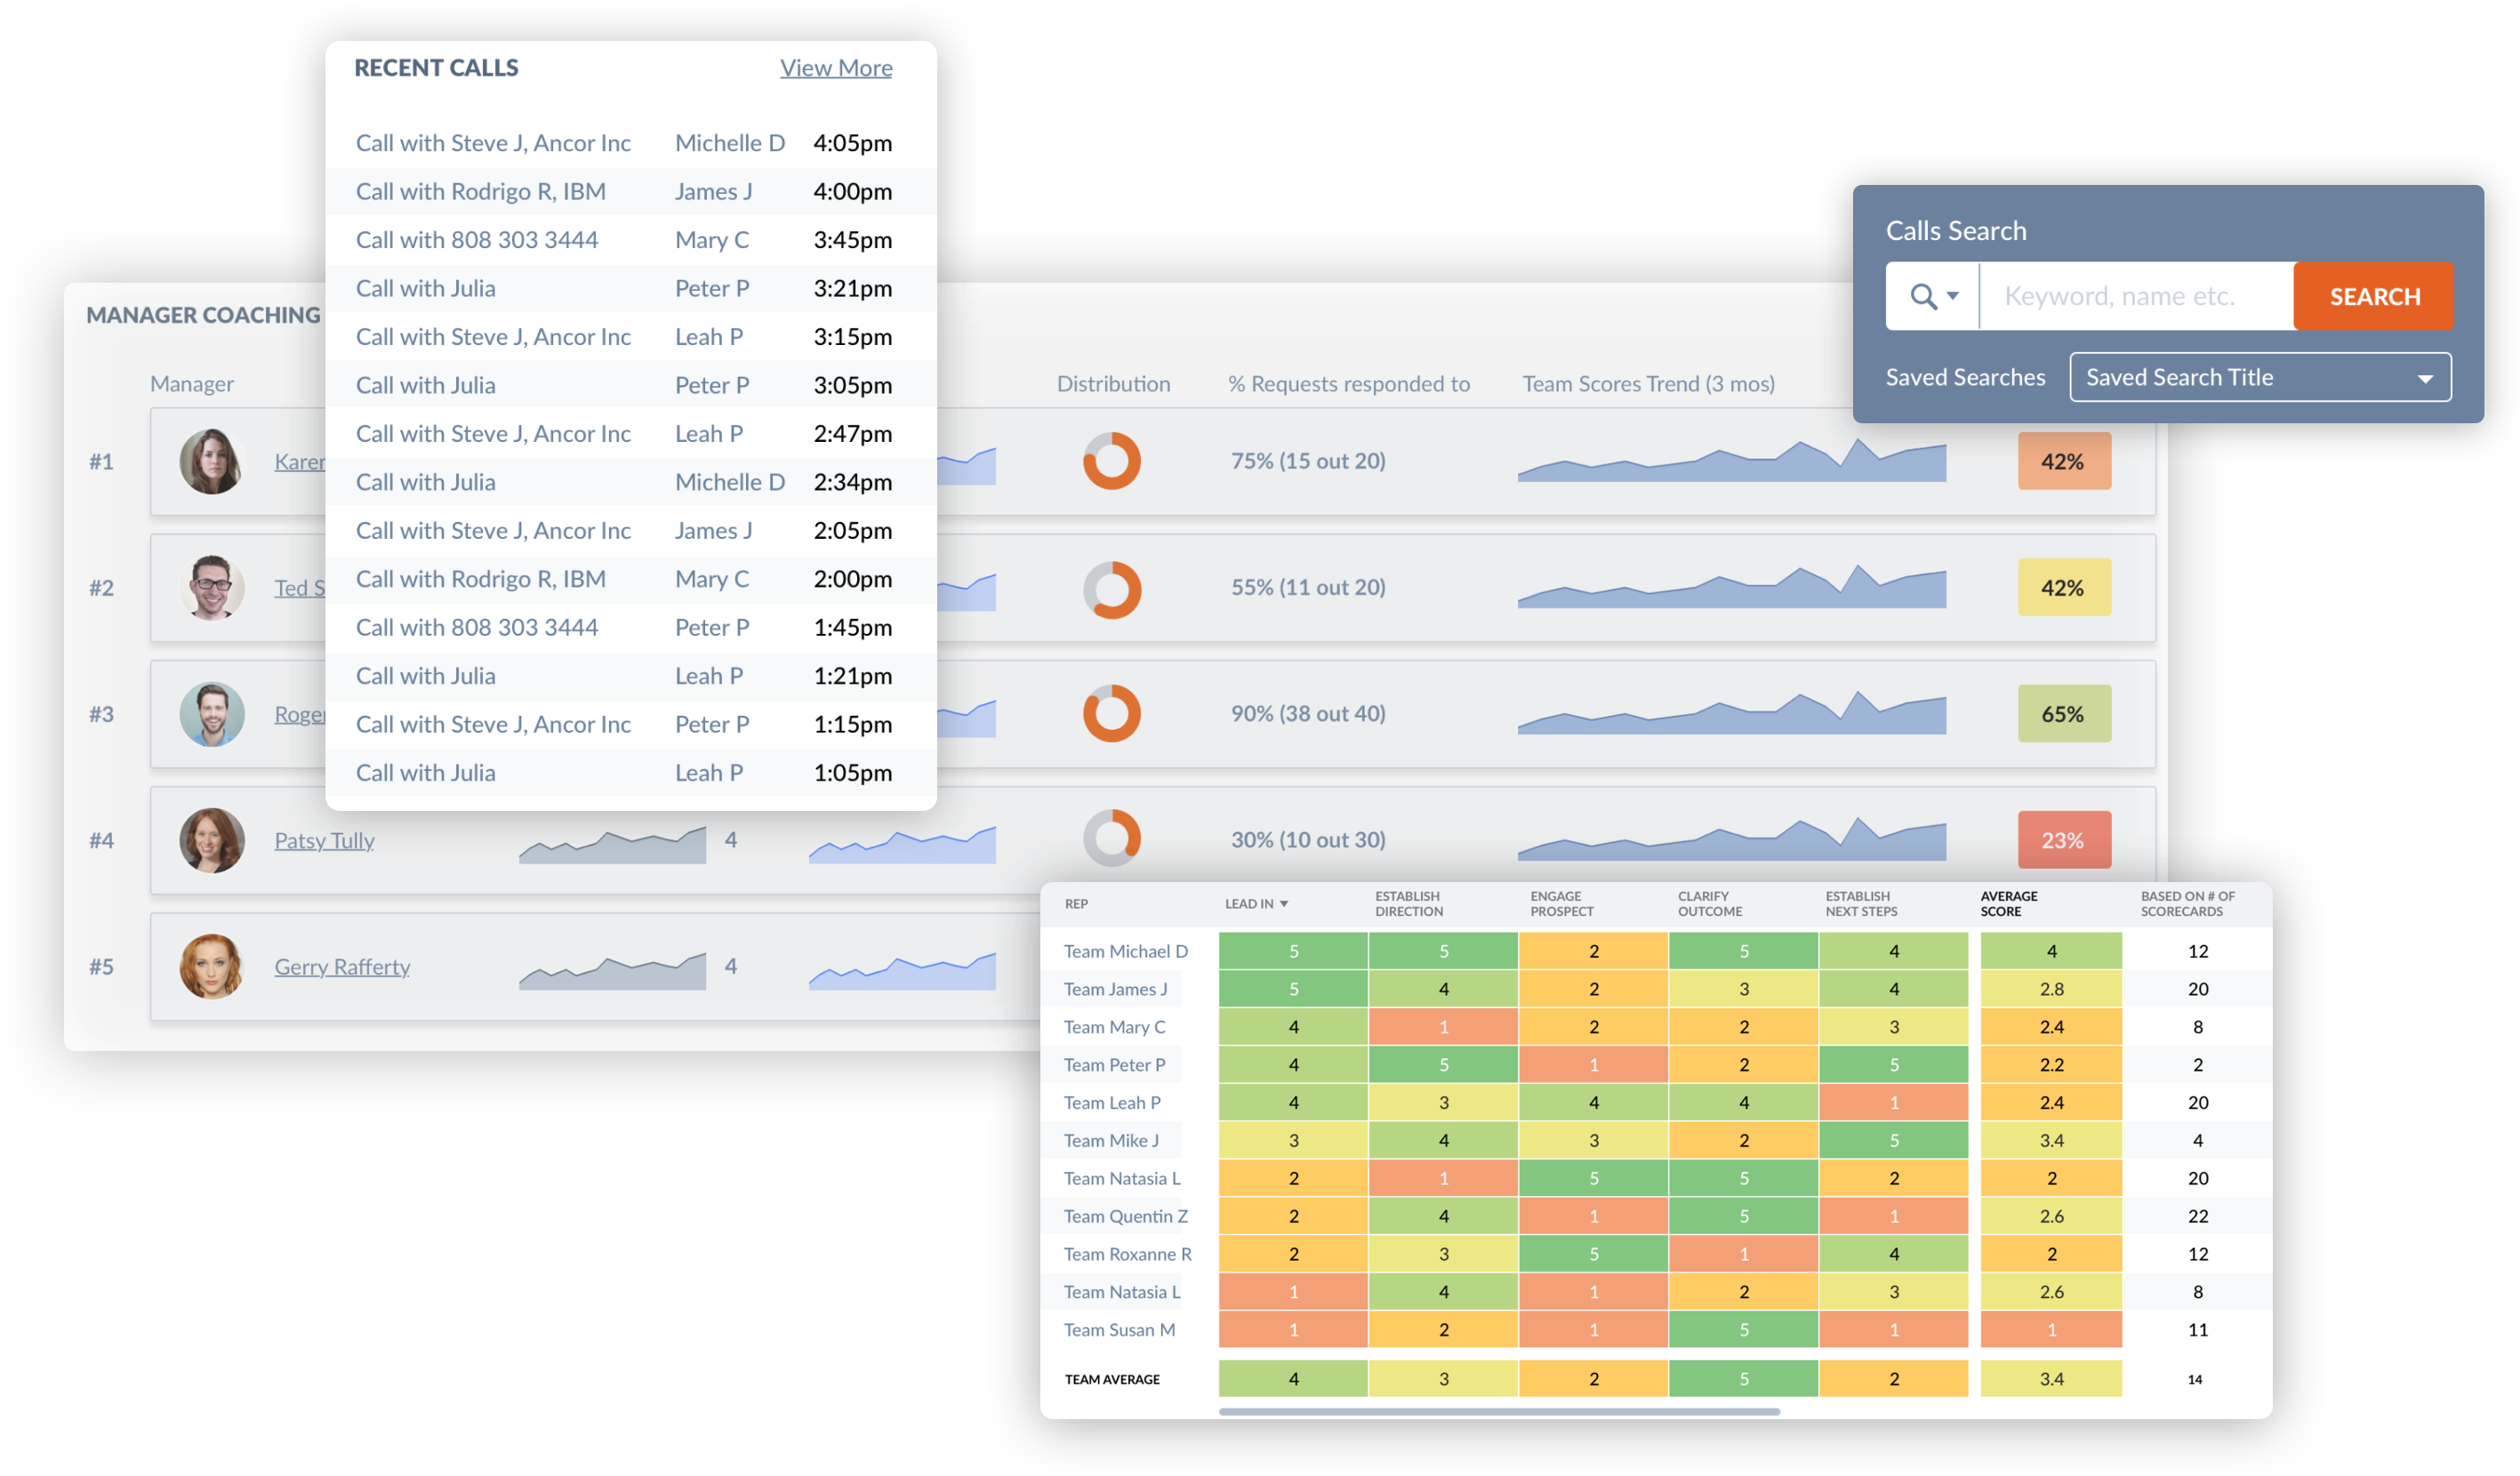 RECENT CALLS View More
Call with Steve J, Ancor Inc Michelle D 4:05pm
Call with Rodrigo R, IBM James J 4:00pm
Call with 808 303 3444 Mary C 3:45pm
Call with Julia Peter P 3:21pm
Call with Steve J, Ancor Inc Leah P 3:15pm
Call with Julia Peter P 3:05pm
Call with Steve J, Ancor Inc Leah P 2:47pm
Call with Julia Michelle D 2:34pm
Call with Steve J, Ancor Inc James J 2:05pm
Call with Rodrigo R, IBM Mary C 2:00pm
Call with 808 303 3444 Peter P 1:45pm
Call with Julia Leah P 1:21pm
Call with Steve J, Ancor Inc Peter P 1:15pm
Call with Julia Leah P 1:05pm
Calls Search
Keyword, name etc. SEARCH
Saved Searches Saved Search Title
MANAGER COACHING
Manager Distribution % Requests responded to Team Scores Trend (3 mos)
#1 Karen 75% (15 out 20) 42%
#2 Ted S 55% (11 out 20) 42%
#3 Roger 90% (38 out 40) 65%
#4 Patsy Tully 4 30% (10 out 30) 23%
#5 Gerry Rafferty 4
REP LEAD IN ESTABLISH DIRECTION ENGAGE PROSPECT CLARIFY OUTCOME ESTABLISH NEXT STEPS AVERAGE SCORE BASED ON # OF SCORECARDS
Team Michael D 5 5 2 5 4 4 12
Team James J 5 4 2 3 4 2.8 20
Team Mary C 4 1 2 2 3 2.4 8
Team Peter P 4 5 1 2 5 2.2 2
Team Leah P 4 3 4 4 1 2.4 20
Team Mike J 3 4 3 2 5 3.4 4
Team Natasia L 2 1 5 5 2 2 20
Team Quentin Z 2 4 1 5 1 2.6 22
Team Roxanne R 2 3 5 1 4 2 12
Team Natasia L 1 4 1 2 3 2.6 8
Team Susan M 1 2 1 5 1 1 11
TEAM AVERAGE 4 3 2 5 2 3.4 14